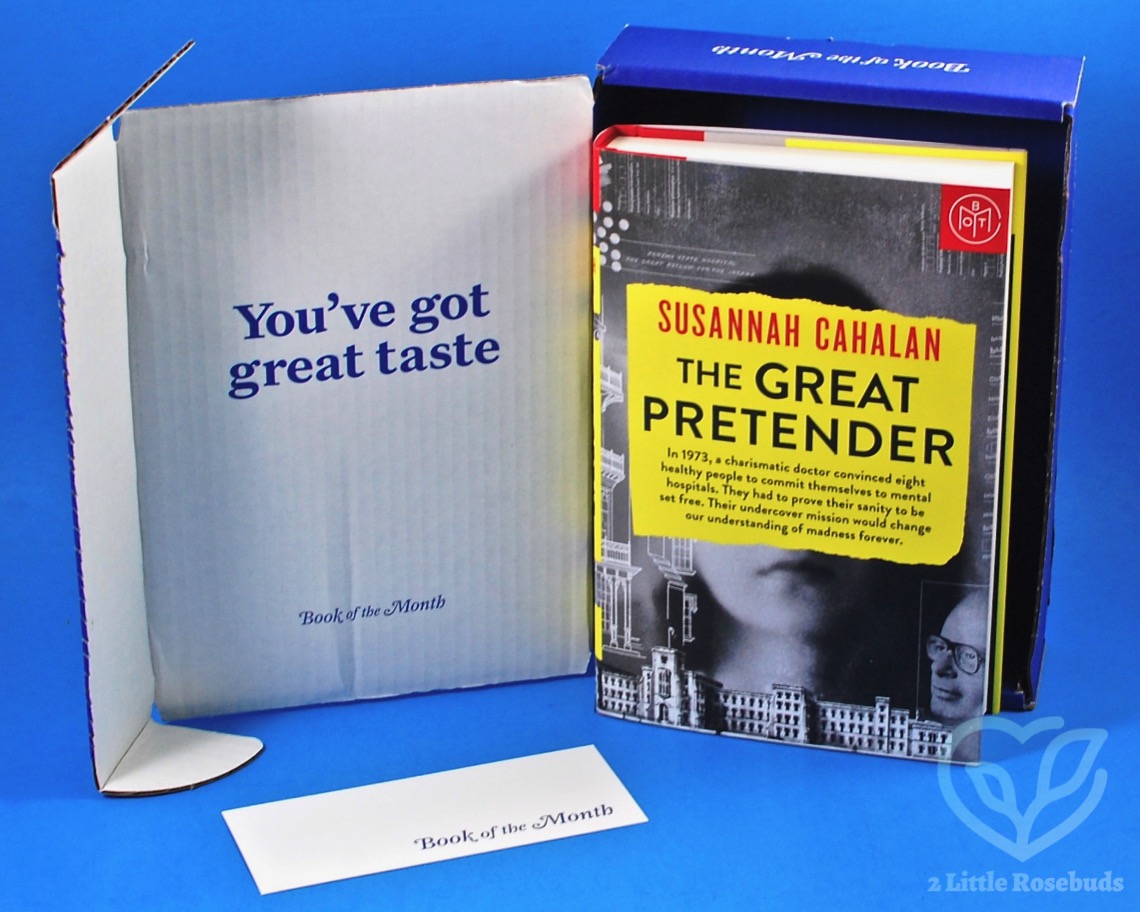 Book of the Month
You've got
great taste
Book of the Month
BOTM
SUSANNAH CAHALAN
THE GREAT
PRETENDER
In 1973, a charismatic doctor convinced eight
healthy people to commit themselves to mental
hospitals. They had to prove their sanity to be
set free. Their undercover mission would change
our understanding of madness forever.
Book of the Month
2 Little Rosebuds